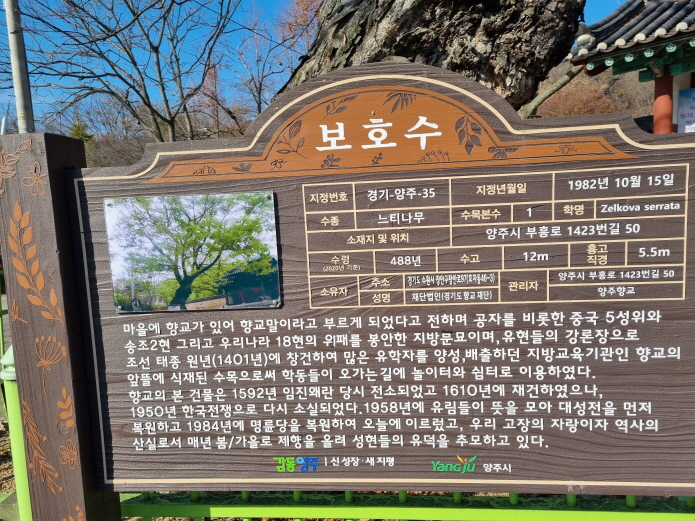 보호수
지정번호 경기-양주-35 지정년월일 1982년 10월 15일
수종 느티나무 수목본수 1 학명 Zelkova serrata
소재지 및 위치 양주시 부흥로 1423번길 50
수령 (2020년 기준) 488년 수고 12m 흉고직경 5.5m
소유자 주소 경기도 수원시 장안구 관리자 양주시 부흥로 1423번길 50
성명 재단법인(경기도 향교 재단) 양주향교
마을에 향교가 있어 향교말이라고 부르게 되었다고 전하며 공자를 비롯한 중국 5성위와
송조2현 그리고 우리나라 18현의 위패를 봉안한 지방문묘이며,유현들의 강론장으로
조선 태종 원년(1401년)에 창건하여 많은 유학자를 양성,배출하던 지방교육기관인 향교의
앞뜰에 식재된 수목으로써 학동들이 오가는길에 놀이터와 쉼터로 이용하였다.
향교의 본 건물은 1592년 임진왜란 당시 전소되었고 1610년에 재건하였으나,
1950년 한국전쟁으로 다시 소실되었다.1958년에 유림들이 뜻을 모아 대성전을 먼저
복원하고 1984년에 명륜당을 복원하여 오늘에 이르렀고, 우리 고장의 자랑이자 역사의
산실로서 매년 봄/가을로 제향을 올려 성현들의 유덕을 추모하고 있다.
감동양주 | 신성장·새지평 Yangju 양주시